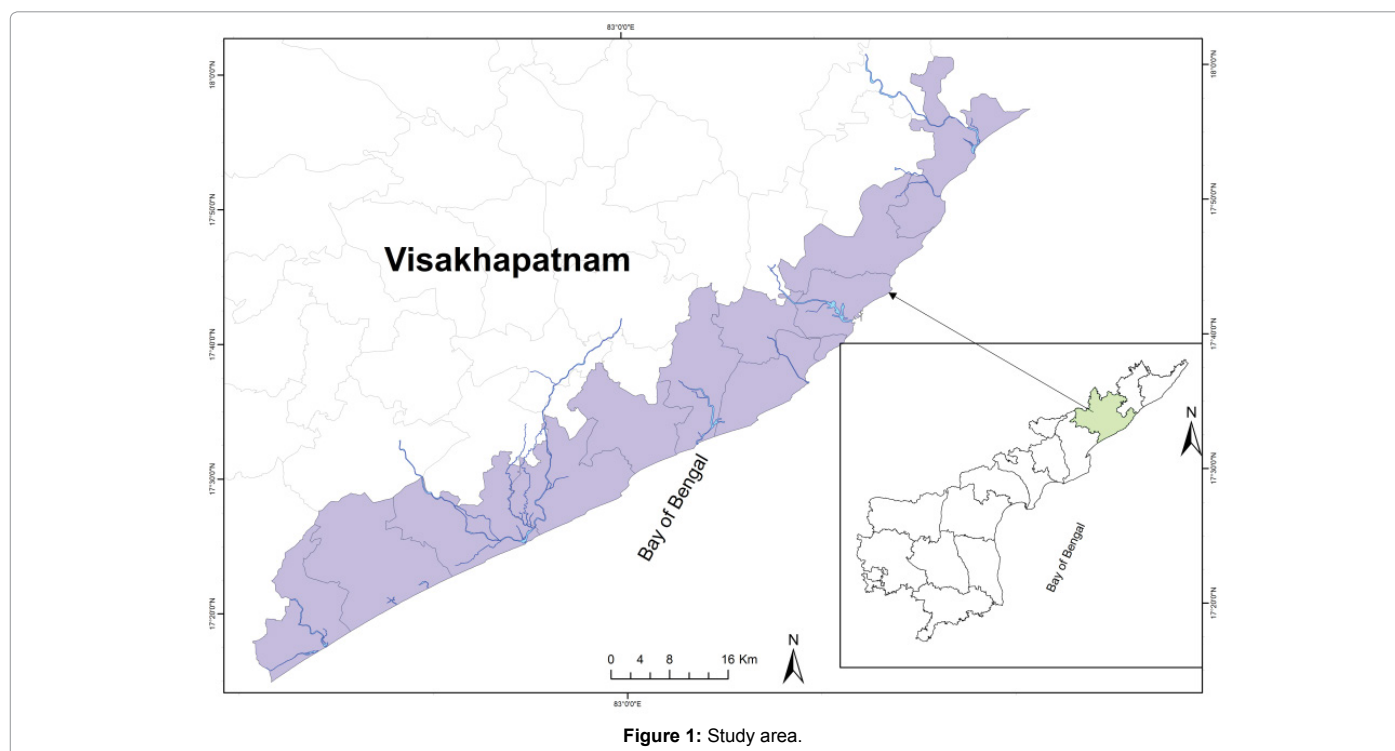 83°0'0"E
18°0'0"N
18°0'0"N
17°50'0"N
17°50'0"N
Visakhapatnam
17°40'0"N
17°40'0"N
N
Bay of Bengal
17°30'0"N
17°30'0"N
Bay of Bengal
17°20'0"N
17°20'0"N
N
0 4 8 16 Km
83°0'0"E
Figure 1: Study area.